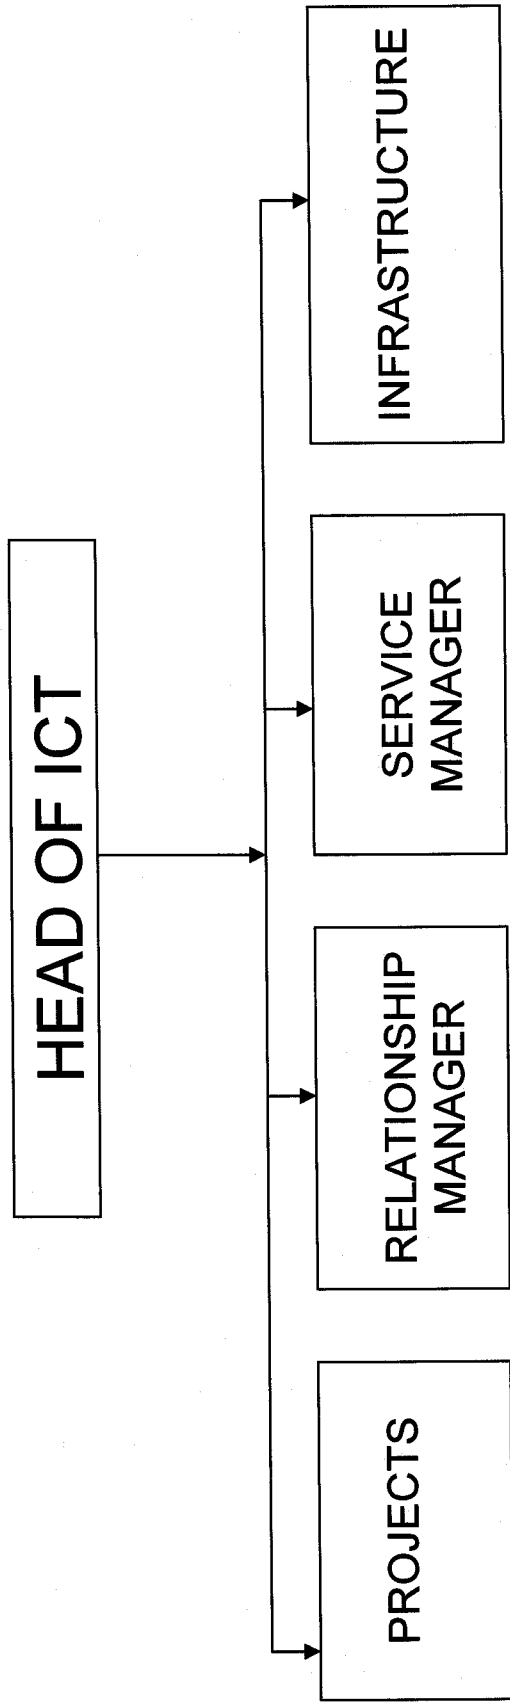 HEAD OF ICT
PROJECTS
RELATIONSHIP
MANAGER
SERVICE
MANAGER
INFRASTRUCTURE